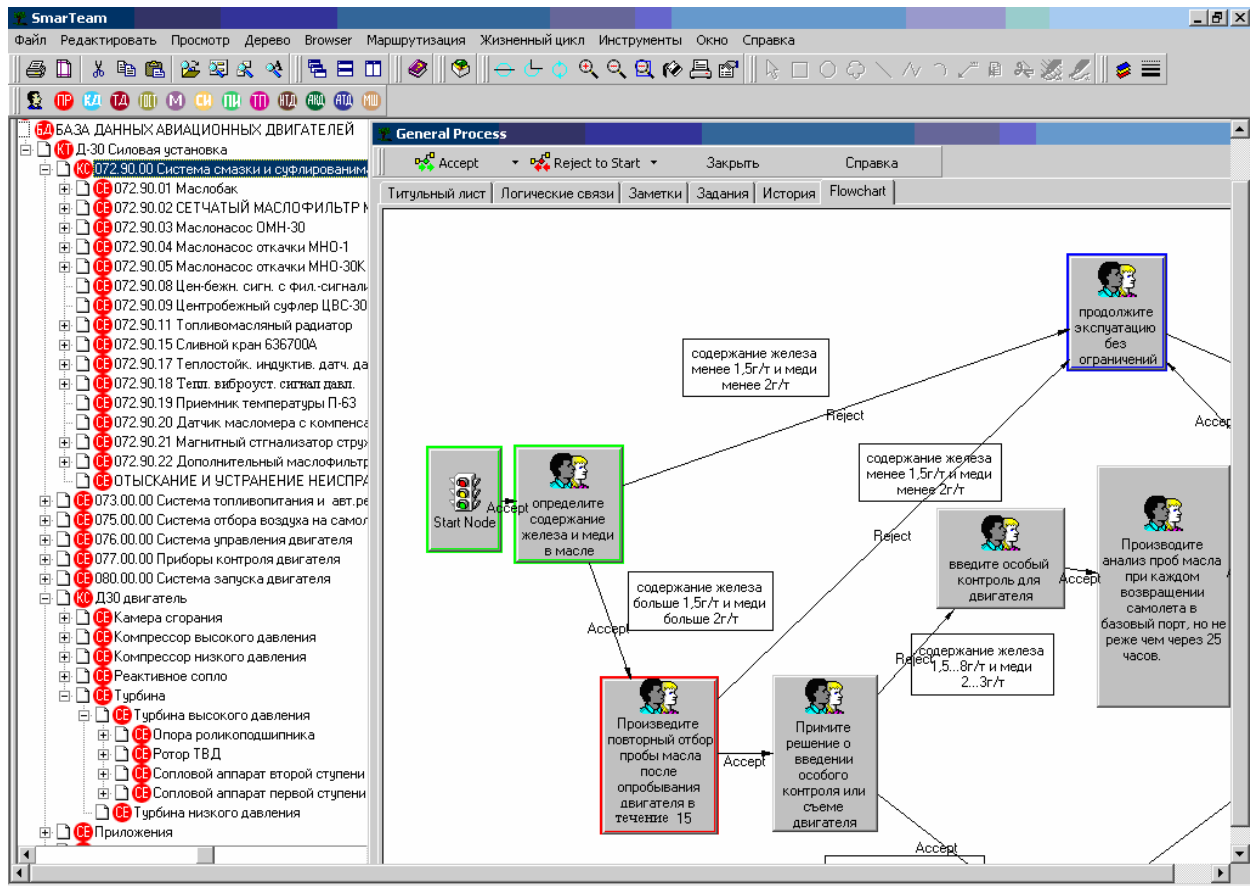 SmarTeam
Файл Редактировать Просмотр Дерево Browser Маршрутизация Жизненный цикл Инструменты Окно Справка
ПР КД ТД ГОСТ М СИ ПИ ТП НТД АКД АТД МШ
БД БАЗА ДАННЫХ АВИАЦИОННЫХ ДВИГАТЕЛЕЙ
КТ Д-30 Силовая установка
КС 072.90.00 Система смазки и суфлированим
СЕ 072.90.01 Маслобак
СЕ 072.90.02 СЕТЧАТЫЙ МАСЛОФИЛЬТР
СЕ 072.90.03 Маслонасос ОМН-30
СЕ 072.90.04 Маслонасос откачки МНО-1
СЕ 072.90.05 Маслонасос откачки МНО-30К
СЕ 072.90.08 Цен-бежн. сигн. с фил.-сигнали
СЕ 072.90.09 Центробежный суфлер ЦВС-30
СЕ 072.90.11 Топливомасляный радиатор
СЕ 072.90.15 Сливной кран 636700А
СЕ 072.90.17 Теплостойк. индуктив. датч. да
СЕ 072.90.18 Тепл. виброуст. сигнал давл.
СЕ 072.90.19 Приемник температуры П-63
СЕ 072.90.20 Датчик масломера с компенса
СЕ 072.90.21 Магнитный стгнализатор струж
СЕ 072.90.22 Дополнительный маслофильтр
СЕ ОТЫСКАНИЕ И УСТРАНЕНИЕ НЕИСПРА
СЕ 073.00.00 Система топливопитания и авт.ре
СЕ 075.00.00 Система отбора воздуха на самол
СЕ 076.00.00 Система управления двигателя
СЕ 077.00.00 Приборы контроля двигателя
СЕ 080.00.00 Система запуска двигателя
КС Д30 двигатель
СЕ Камера сгорания
СЕ Компрессор высокого давления
СЕ Компрессор низкого давления
СЕ Реактивное сопло
СЕ Турбина
СЕ Турбина высокого давления
СЕ Опора роликоподшипника
СЕ Ротор ТВД
СЕ Сопловой аппарат второй ступени
СЕ Сопловой аппарат первой ступени
СЕ Турбина низкого давления
СЕ Приложения
General Process
Accept Reject to Start Закрыть Справка
Титульный лист Логические связи Заметки Задания История Flowchart
продолжите
экспуатацию
без
ограничений
содержание железа
менее 1,5г/т и меди
менее 2г/т
Reject
Accep
Start Node
Accept
определите
содержание
железа и меди
в масле
содержание железа
менее 1,5г/т и меди
менее 2г/т
Reject
введите особый
контроль для
двигателя
Accept
Производите
анализ проб масла
при каждом
возвращении
самолета в
базовый порт, но не
реже чем через 25
часов.
содержание железа
больше 1,5г/т и меди
больше 2г/т
Accept
содержание железа
1,5...8г/т и меди
2...3г/т
Reject
Произведите
повторный отбор
пробы масла
после
опробывания
двигателя в
течение 15
Accept
Примите
решение о
введении
особого
контроля или
съеме
двигателя
Accept